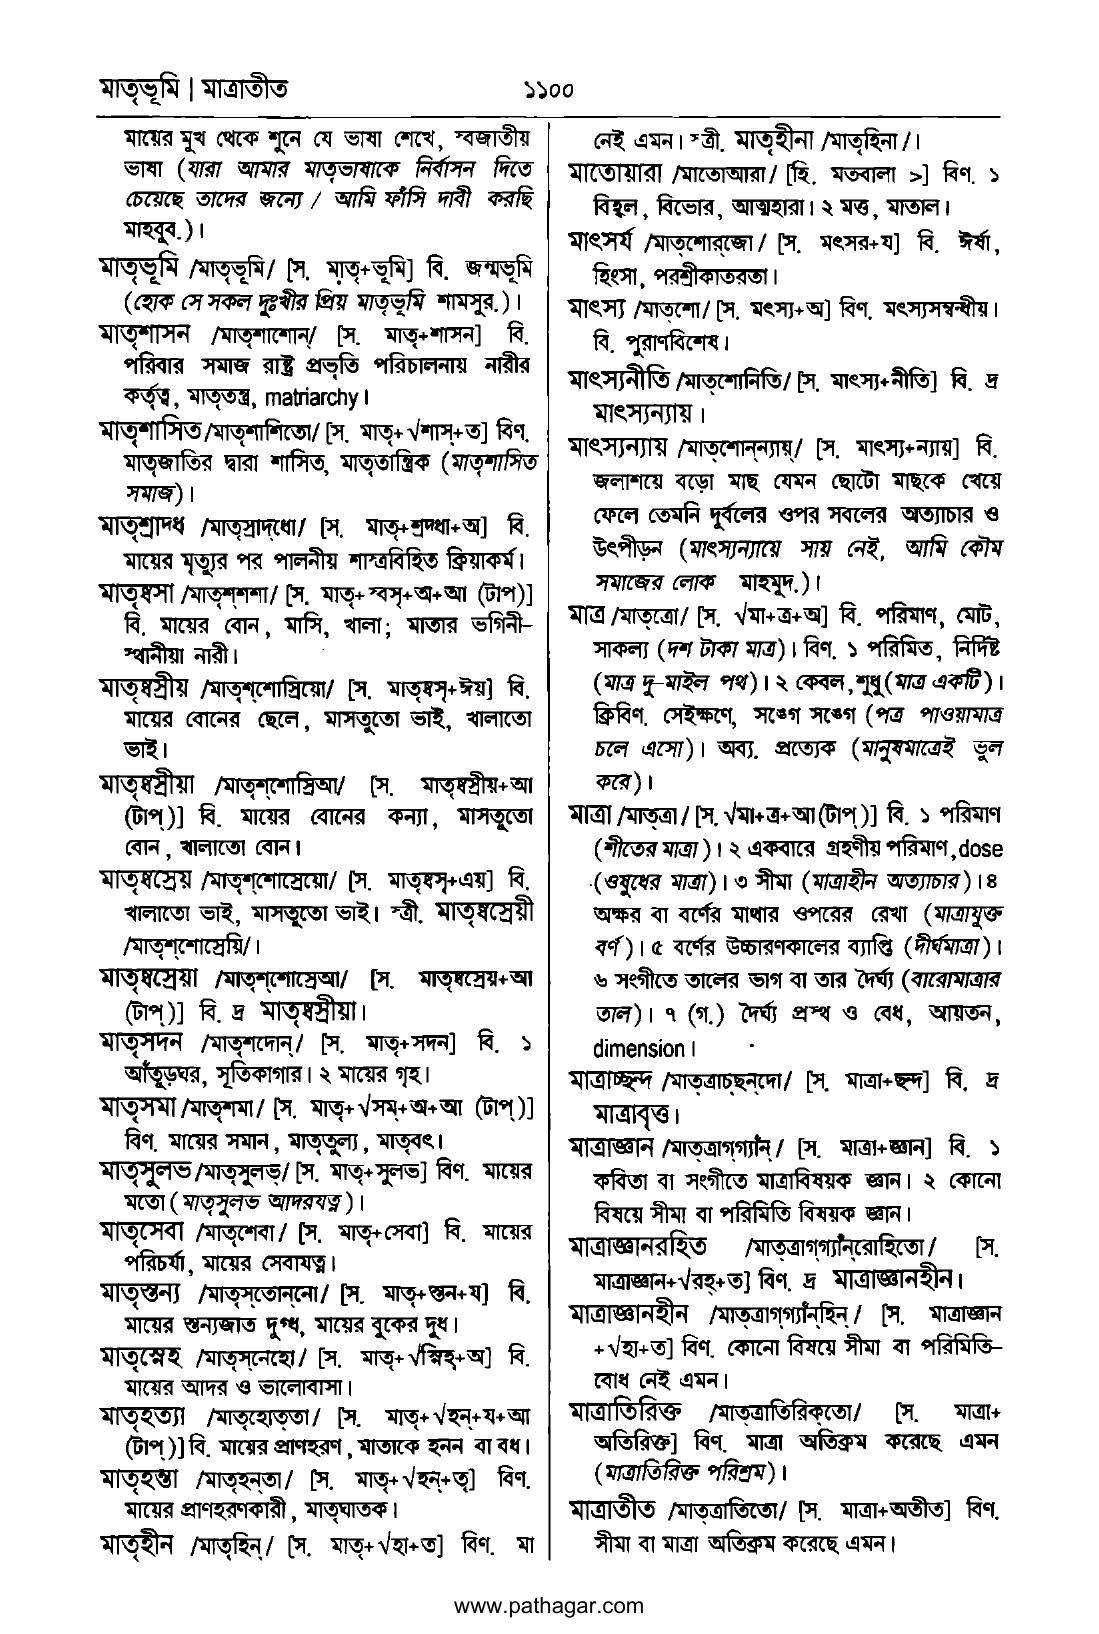 মাতৃভূমি | মাত্রাতীত
১১০০
মায়ের মুখ থেকে শুনে যে ভাষা শেখে, স্বজাতীয়
ভাষা (যারা আমার মাতৃভাষাকে নির্বাসন দিতে
চেয়েছে তাদের জন্যে / আমি ফাঁসি দাবী করছি
মাহবুব.)।
মাতৃভূমি /মাতৃভূমি/ [স. মাতৃ+ভূমি] বি. জন্মভূমি
(হোক সে সকল দুঃখীর প্রিয় মাতৃভূমি শামসুর.)।
মাতৃশাসন /মাতৃশাশোন্/ [স. মাতৃ+শাসন] বি.
পরিবার সমাজ রাষ্ট্র প্রভৃতি পরিচালনায় নারীর
কর্তৃত্ব, মাতৃতন্ত্র, matriarchy।
মাতৃশাসিত /মাতৃশাশিতো/ [স. মাতৃ+√শাস্+ত] বিণ.
মাতৃজাতির দ্বারা শাসিত, মাতৃতান্ত্রিক (মাতৃশাসিত
সমাজ)।
মাতৃশ্রাদ্ধ /মাতৃস্রাদ্‌ধো/ [স. মাতৃ+শ্রদ্ধা+অ] বি.
মায়ের মৃত্যুর পর পালনীয় শাস্ত্রবিহিত ক্রিয়াকর্ম।
মাতৃষ্বসা /মাতৃশ্‌শশা/ [স. মাতৃ+স্বসৃ+অ+আ (টাপ্)]
বি. মায়ের বোন, মাসি, খালা; মাতার ভগিনী-
স্থানীয়া নারী।
মাতৃষ্বস্রীয় /মাতৃশ্‌শোস্রিয়ো/ [স. মাতৃষ্বসৃ+ঈয়] বি.
মায়ের বোনের ছেলে, মাসতুতো ভাই, খালাতো
ভাই।
মাতৃষ্বস্রীয়া /মাতৃশ্‌শোস্রিআ/ [স. মাতৃষ্বস্রীয়+আ
(টাপ্)] বি. মায়ের বোনের কন্যা, মাসতুতো
বোন, খালাতো বোন।
মাতৃষ্বস্রেয় /মাতৃশ্‌শোস্রেয়ো/ [স. মাতৃষ্বসৃ+এয়] বি.
খালাতো ভাই, মাসতুতো ভাই। স্ত্রী. মাতৃষ্বস্রেয়ী
/মাতৃশ্‌শোস্রেয়ি/।
মাতৃষ্বস্রেয়া /মাতৃশ্‌শোস্রেআ/ [স. মাতৃষ্বস্রেয়+আ
(টাপ্)] বি. দ্র মাতৃষ্বস্রীয়া।
মাতৃসদন /মাতৃশদোন্/ [স. মাতৃ+সদন] বি. ১
আঁতুড়ঘর, সূতিকাগার। ২ মায়ের গৃহ।
মাতৃসমা /মাতৃশমা/ [স. মাতৃ+√সম্+অ+আ (টাপ্)]
বিণ. মায়ের সমান, মাতৃতুল্য, মাতৃবৎ।
মাতৃসুলভ /মাতৃসুলভ্/ [স. মাতৃ+সুলভ] বিণ. মায়ের
মতো (মাতৃসুলভ আদরযত্ন)।
মাতৃসেবা /মাতৃশেবা/ [স. মাতৃ+সেবা] বি. মায়ের
পরিচর্যা, মায়ের সেবাযত্ন।
মাতৃস্তন্য /মাতৃস্‌তোন্‌নো/ [স. মাতৃ+স্তন+য] বি.
মায়ের স্তন্যজাত দুগ্ধ, মায়ের বুকের দুধ।
মাতৃস্নেহ /মাতৃস্‌নেহো/ [স. মাতৃ+√স্নিহ্+অ] বি.
মায়ের আদর ও ভালোবাসা।
মাতৃহত্যা /মাতৃহোত্‌তা/ [স. মাতৃ+√হন্+য+আ
(টাপ্)] বি. মায়ের প্রাণহরণ, মাতাকে হনন বা বধ।
মাতৃহন্তা /মাতৃহন্‌তা/ [স. মাতৃ+√হন্+তৃ] বিণ.
মায়ের প্রাণহরণকারী, মাতৃঘাতক।
মাতৃহীন /মাতৃহিন্/ [স. মাতৃ+√হা+ত] বিণ. মা
নেই এমন। স্ত্রী. মাতৃহীনা /মাতৃহিনা/।
মাতোয়ারা /মাতোআরা/ [হি. মতবালা >] বিণ. ১
বিহ্বল, বিভোর, আত্মহারা। ২ মত্ত, মাতাল।
মাৎসর্য /মাত্‌শোর্‌জো/ [স. মৎসর+য] বি. ঈর্ষা,
হিংসা, পরশ্রীকাতরতা।
মাৎস্য /মাত্‌শো/ [স. মৎস্য+অ] বিণ. মৎস্যসম্বন্ধীয়।
বি. পুরাণবিশেষ।
মাৎস্যনীতি /মাত্‌শোনিতি/ [স. মাৎস্য+নীতি] বি. দ্র
মাৎস্যন্যায়।
মাৎস্যন্যায় /মাত্‌শোন্‌ন্যায়্/ [স. মাৎস্য+ন্যায়] বি.
জলাশয়ে বড়ো মাছ যেমন ছোটো মাছকে খেয়ে
ফেলে তেমনি দুর্বলের ওপর সবলের অত্যাচার ও
উৎপীড়ন (মাৎস্যন্যায়ে সায় নেই, আমি কৌম
সমাজের লোক মাহমুদ.)।
মাত্র /মাত্‌ত্রো/ [স. √মা+ত্র+অ] বি. পরিমাণ, মোট,
সাকল্য (দশ টাকা মাত্র)। বিণ. ১ পরিমিত, নির্দিষ্ট
(মাত্র দু-মাইল পথ)। ২ কেবল, শুধু (মাত্র একটি)।
ক্রিবিণ. সেইক্ষণে, সঙ্গে সঙ্গে (পত্র পাওয়ামাত্র
চলে এসো)। অব্য. প্রত্যেক (মানুষমাত্রেই ভুল
করে)।
মাত্রা /মাত্‌ত্রা/ [স. √মা+ত্র+আ(টাপ্)] বি. ১ পরিমাণ
(শীতের মাত্রা)। ২ একবারে গ্রহণীয় পরিমাণ, dose
(ওষুধের মাত্রা)। ৩ সীমা (মাত্রাহীন অত্যাচার)। ৪
অক্ষর বা বর্ণের মাথার ওপরের রেখা (মাত্রাযুক্ত
বর্ণ)। ৫ বর্ণের উচ্চারণকালের ব্যাপ্তি (দীর্ঘমাত্রা)।
৬ সংগীতে তালের ভাগ বা তার দৈর্ঘ্য (বারোমাত্রার
তাল)। ৭ (গ.) দৈর্ঘ্য প্রস্থ ও বেধ, আয়তন,
dimension।
মাত্রাচ্ছন্দ /মাত্‌ত্রাচ্‌ছন্‌দো/ [স. মাত্রা+ছন্দ] বি. দ্র
মাত্রাবৃত্ত।
মাত্রাজ্ঞান /মাত্‌ত্রাগ্‌গ্যাঁন্/ [স. মাত্রা+জ্ঞান] বি. ১
কবিতা বা সংগীতে মাত্রাবিষয়ক জ্ঞান। ২ কোনো
বিষয়ে সীমা বা পরিমিতি বিষয়ক জ্ঞান।
মাত্রাজ্ঞানরহিত /মাত্‌ত্রাগ্‌গ্যাঁন্‌রোহিতো/ [স.
মাত্রাজ্ঞান+√রহ্+ত] বিণ. দ্র মাত্রাজ্ঞানহীন।
মাত্রাজ্ঞানহীন /মাত্‌ত্রাগ্‌গ্যাঁন্‌হিন্/ [স. মাত্রাজ্ঞান
+√হা+ত] বিণ. কোনো বিষয়ে সীমা বা পরিমিতি-
বোধ নেই এমন।
মাত্রাতিরিক্ত /মাত্‌ত্রাতিরিক্‌তো/ [স. মাত্রা+
অতিরিক্ত] বিণ. মাত্রা অতিক্রম করেছে এমন
(মাত্রাতিরিক্ত পরিশ্রম)।
মাত্রাতীত /মাত্‌ত্রাতিতো/ [স. মাত্রা+অতীত] বিণ.
সীমা বা মাত্রা অতিক্রম করেছে এমন।
www.pathagar.com